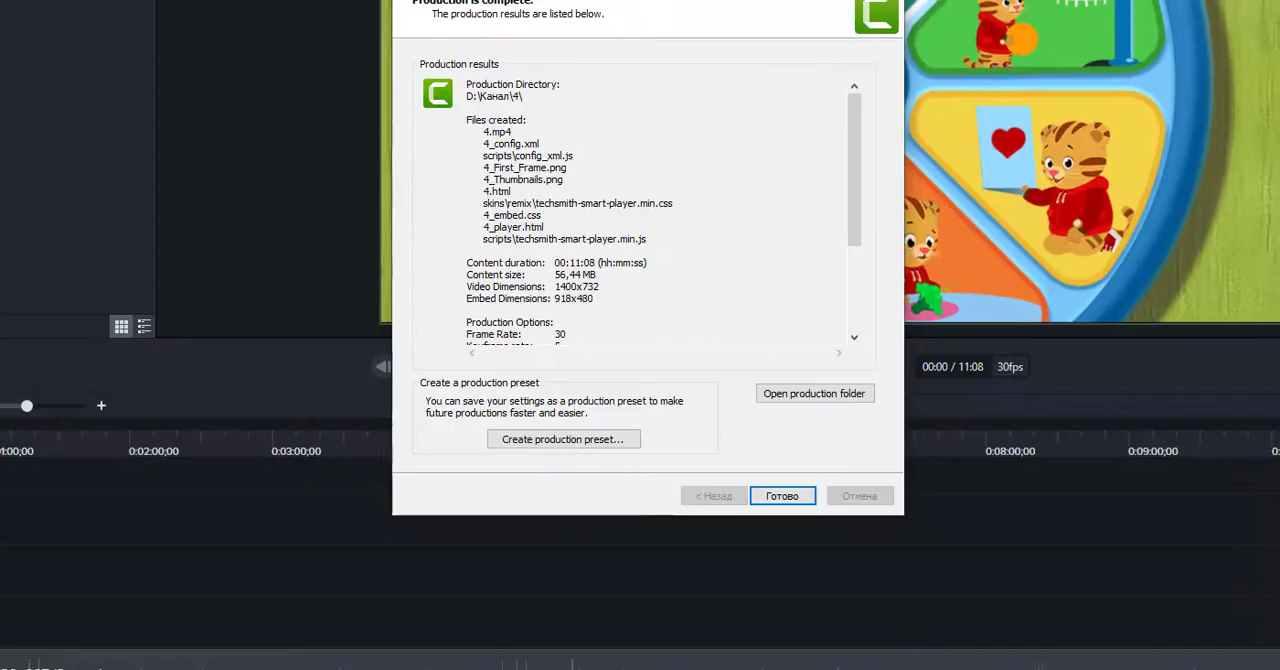 Production is complete.
The production results are listed below.
Production results
Production Directory:
D:\Канал\4\
Files created:
4.mp4
4_config.xml
scripts\config_xml.js
4_First_Frame.png
4_Thumbnails.png
4.html
skins\remix\techsmith-smart-player.min.css
4_embed.css
4_player.html
scripts\techsmith-smart-player.min.js
Content duration: 00:11:08 (hh:mm:ss)
Content size: 56,44 MB
Video Dimensions: 1400x732
Embed Dimensions: 918x480
Production Options:
Frame Rate: 30
Keyframe rate: 5
Create a production preset
You can save your settings as a production preset to make
future productions faster and easier.
Create production preset...
Open production folder
< Назад
Готово
Отмена
00:00 / 11:08 30fps
0:02:00;00
0:03:00;00
0:08:00;00
0:09:00;00